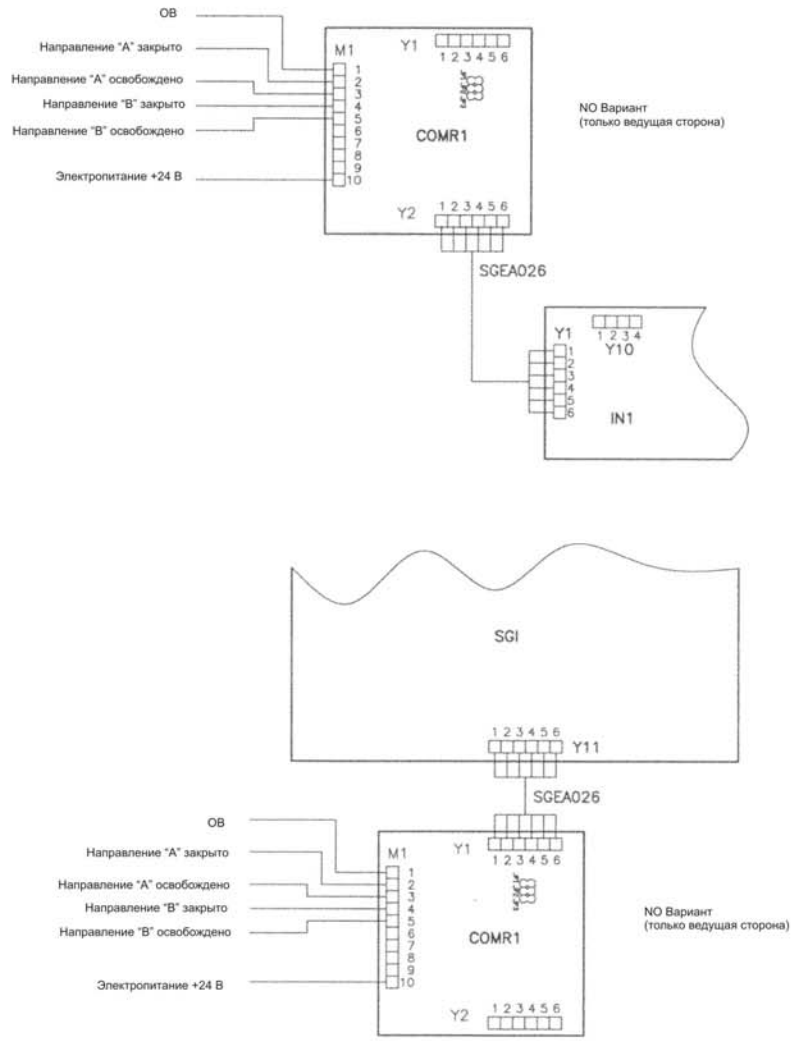 ОВ
Направление "А" закрыто
Направление "А" освобождено
Направление "В" закрыто
Направление "В" освобождено
Электропитание +24 В
M1
1
2
3
4
5
6
7
8
9
10
Y1
1 2 3 4 5 6
COMR1
Y2
1 2 3 4 5 6
NO Вариант
(только ведущая сторона)
SGEA026
Y1
1
2
3
4
5
6
1 2 3 4
Y10
IN1
SGI
1 2 3 4 5 6
Y11
SGEA026
ОВ
Направление "А" закрыто
Направление "А" освобождено
Направление "В" закрыто
Направление "В" освобождено
Электропитание +24 В
M1
1
2
3
4
5
6
7
8
9
10
Y1
1 2 3 4 5 6
COMR1
Y2
1 2 3 4 5 6
NO Вариант
(только ведущая сторона)